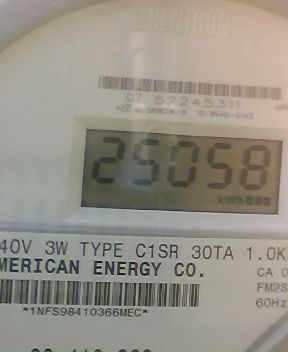 CENTRON
07 57245311
25058
kWh
40V 3W TYPE C1SR 30TA 1.0K
MERICAN ENERGY CO.
CA 0
FM2S
60Hz
*1NFS98410366MEC*